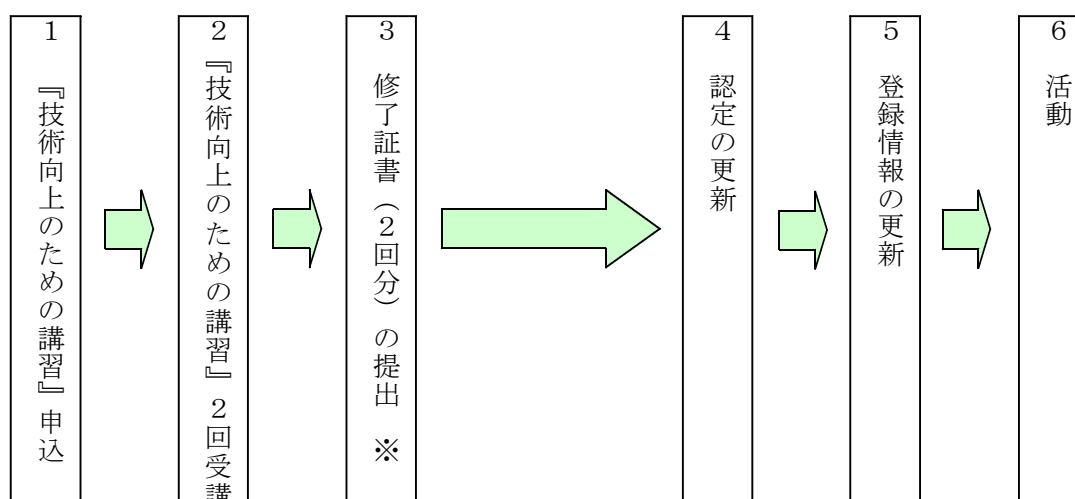 1 『技術向上のための講習』申込
2 『技術向上のための講習』2回受講
3 修了証書（2回分）の提出 ※
4 認定の更新
5 登録情報の更新
6 活動